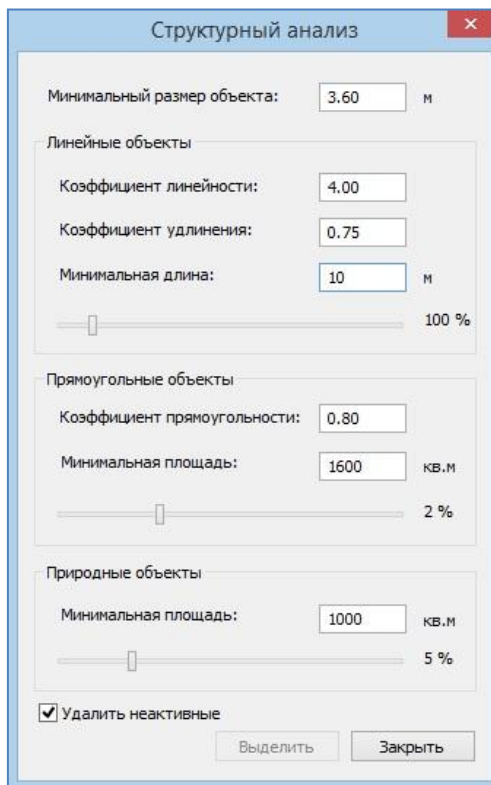 Структурный анализ
Минимальный размер объекта: 3.60 м
Линейные объекты
Коэффициент линейности: 4.00
Коэффициент удлинения: 0.75
Минимальная длина: 10 м
100 %
Прямоугольные объекты
Коэффициент прямоугольности: 0.80
Минимальная площадь: 1600 кв.м
2 %
Природные объекты
Минимальная площадь: 1000 кв.м
5 %
Удалить неактивные
Выделить Закрыть